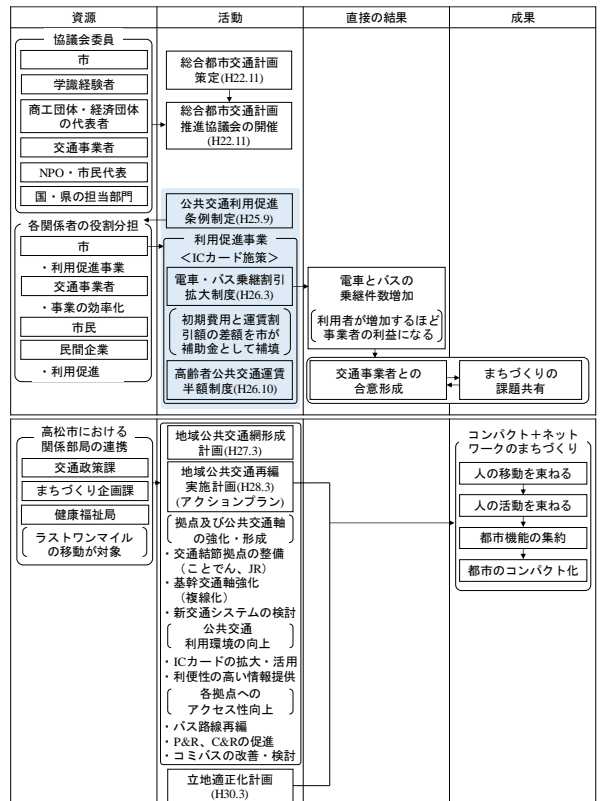 資源
活動
直接の結果
成果
協議会委員
市
学識経験者
商工団体・経済団体
の代表者
交通事業者
NPO・市民代表
国・県の担当部門
総合都市交通計画
策定(H22.11)
総合都市交通計画
推進協議会の開催
(H22.11)
公共交通利用促進
条例制定(H25.9)
各関係者の役割分担
市
・利用促進事業
交通事業者
・事業の効率化
市民
民間企業
・利用促進
利用促進事業
<ICカード施策>
電車・バス乗継割引
拡大制度(H26.3)
初期費用と運賃割
引額の差額を市が
補助金として補填
高齢者公共交通運賃
半額制度(H26.10)
電車とバスの
乗継件数増加
利用者が増加するほど
事業者の利益になる
交通事業者との
合意形成
まちづくりの
課題共有
高松市における
関係部局の連携
交通政策課
まちづくり企画課
健康福祉局
ラストワンマイル
の移動が対象
地域公共交通網形成
計画(H27.3)
地域公共交通再編
実施計画(H28.3)
(アクションプラン)
拠点及び公共交通軸
の強化・形成
・交通結節拠点の整備
(ことでん、JR)
・基幹交通軸強化
(複線化)
・新交通システムの検討
公共交通
利用環境の向上
・ICカードの拡大・活用
・利便性の高い情報提供
各拠点への
アクセス性向上
・バス路線再編
・P&R、C&Rの促進
・コミバスの改善・検討
立地適正化計画
(H30.3)
コンパクト+ネット
ワークのまちづくり
人の移動を束ねる
人の活動を束ねる
都市機能の集約
都市のコンパクト化